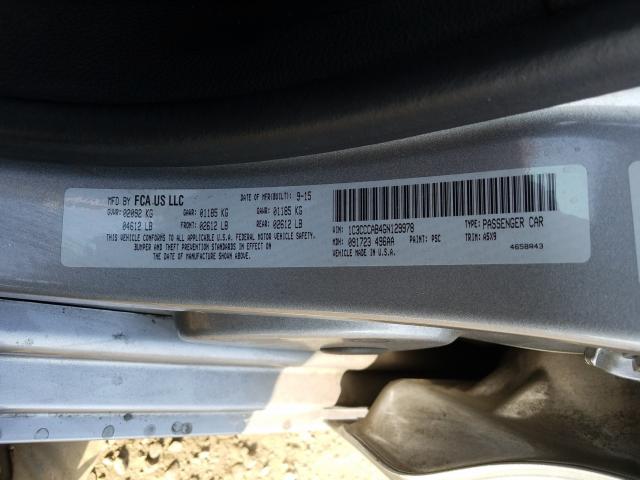 MFD BY FCA US LLC DATE OF MFR(BUILT): 9-15
GVWR: 02092 KG GAWR: 01185 KG GAWR: 01185 KG
04612 LB FRONT: 02612 LB REAR: 02612 LB
THIS VEHICLE CONFORMS TO ALL APPLICABLE U.S.A. FEDERAL MOTOR VEHICLE SAFETY,
BUMPER AND THEFT PREVENTION STANDARDS IN EFFECT ON
THE DATE OF MANUFACTURE SHOWN ABOVE.
VIN: 1C3CCCAB4GN129978 TYPE: PASSENGER CAR
MDH: 091723 496AA PAINT: PSC TRIM: A5X9
VEHICLE MADE IN U.S.A. 4658A43